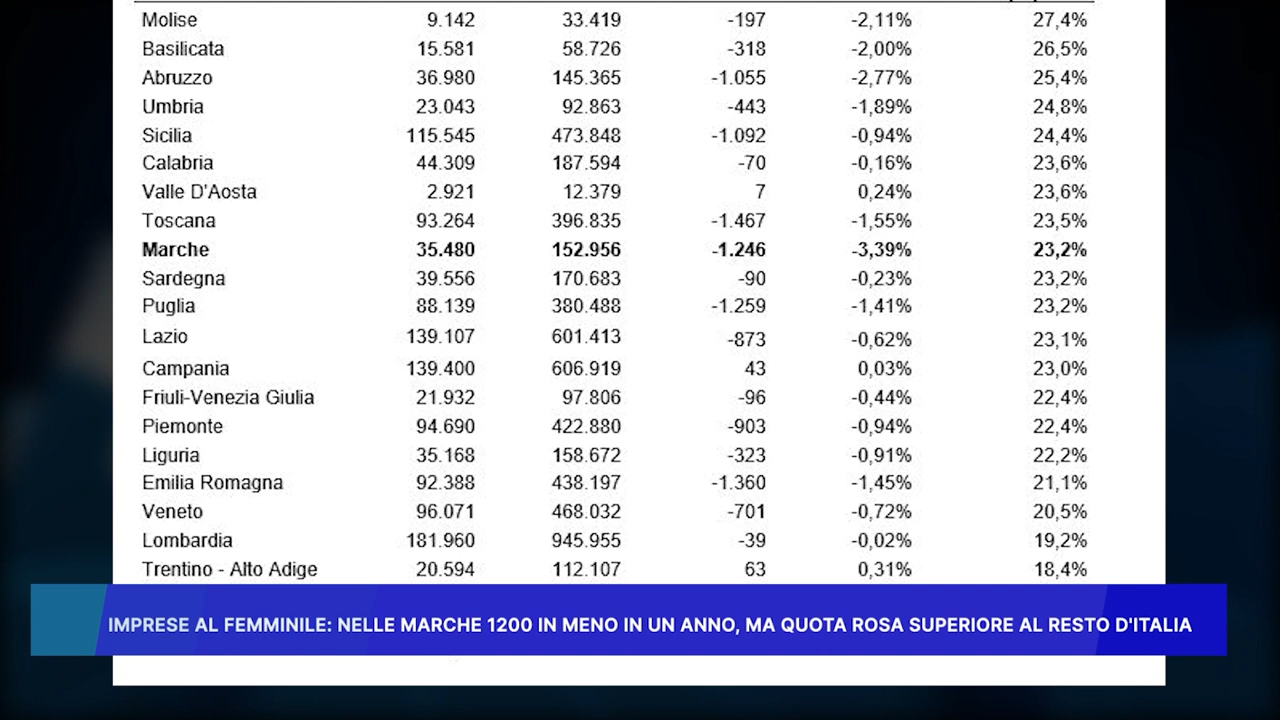 Molise 9.142 33.419 -197 -2,11% 27,4%
Basilicata 15.581 58.726 -318 -2,00% 26,5%
Abruzzo 36.980 145.365 -1.055 -2,77% 25,4%
Umbria 23.043 92.863 -443 -1,89% 24,8%
Sicilia 115.545 473.848 -1.092 -0,94% 24,4%
Calabria 44.309 187.594 -70 -0,16% 23,6%
Valle D'Aosta 2.921 12.379 7 0,24% 23,6%
Toscana 93.264 396.835 -1.467 -1,55% 23,5%
Marche 35.480 152.956 -1.246 -3,39% 23,2%
Sardegna 39.556 170.683 -90 -0,23% 23,2%
Puglia 88.139 380.488 -1.259 -1,41% 23,2%
Lazio 139.107 601.413 -873 -0,62% 23,1%
Campania 139.400 606.919 43 0,03% 23,0%
Friuli-Venezia Giulia 21.932 97.806 -96 -0,44% 22,4%
Piemonte 94.690 422.880 -903 -0,94% 22,4%
Liguria 35.168 158.672 -323 -0,91% 22,2%
Emilia Romagna 92.388 438.197 -1.360 -1,45% 21,1%
Veneto 96.071 468.032 -701 -0,72% 20,5%
Lombardia 181.960 945.955 -39 -0,02% 19,2%
Trentino - Alto Adige 20.594 112.107 63 0,31% 18,4%
IMPRESE AL FEMMINILE: NELLE MARCHE 1200 IN MENO IN UN ANNO, MA QUOTA ROSA SUPERIORE AL RESTO D'ITALIA